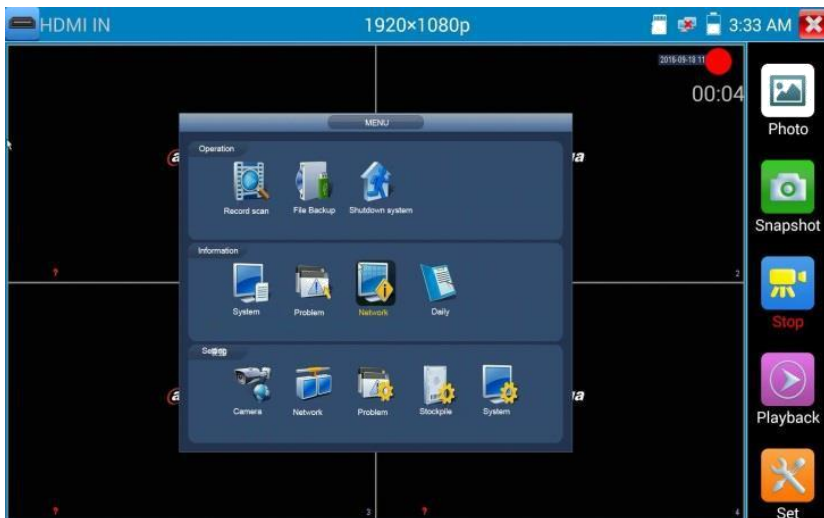 HDMI IN 1920×1080p 3:33 AM
2016-09-18 11
00:04
MENU
Operation
Record scan File Backup Shutdown system
Information
System Problem Network Daily
Camera Network Problem Stockpile System
a ua
a ua
? 2
? 3 ? 4
Photo
Snapshot
Stop
Playback
Set